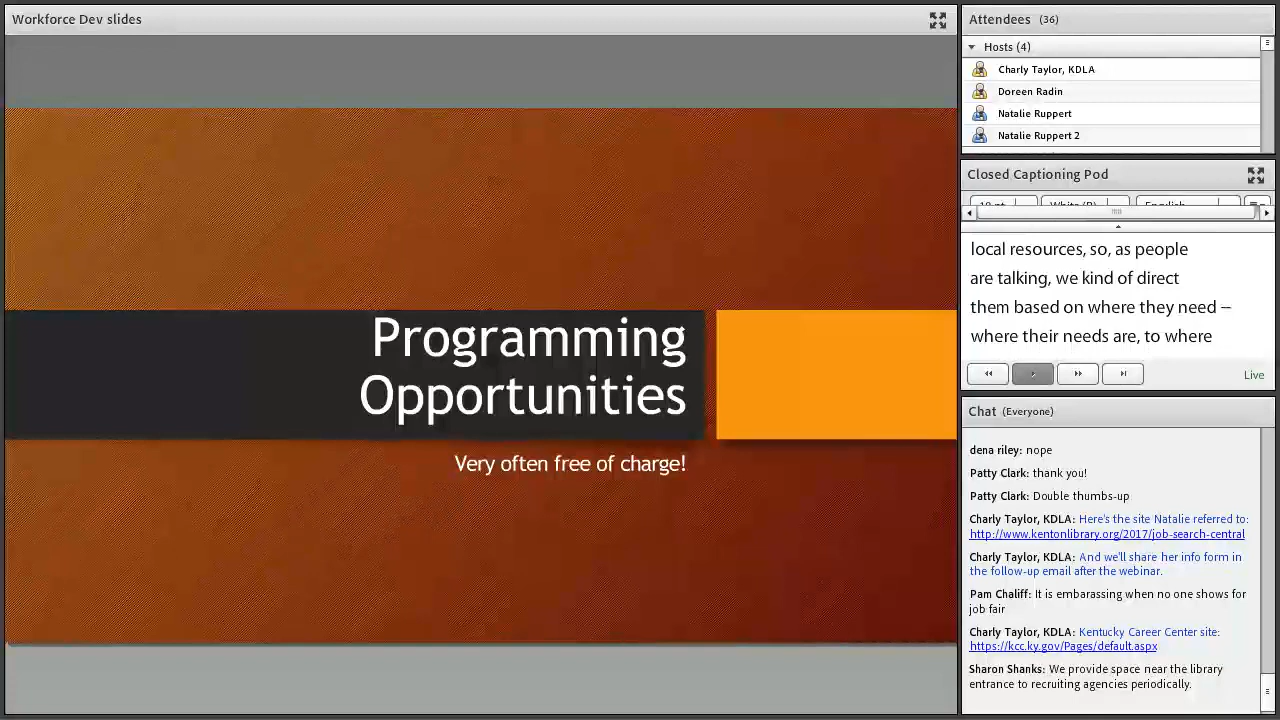 Workforce Dev slides
Programming
Opportunities
Very often free of charge!
Attendees (36)
Hosts (4)
Charly Taylor, KDLA
Doreen Radin
Natalie Ruppert
Natalie Ruppert 2
Closed Captioning Pod
English
local resources, so, as people
are talking, we kind of direct
them based on where they need --
where their needs are, to where
Live
Chat (Everyone)
dena riley: nope
Patty Clark: thank you!
Patty Clark: Double thumbs-up
Charly Taylor, KDLA: Here's the site Natalie referred to:
http://www.kentonlibrary.org/2017/job-search-central
Charly Taylor, KDLA: And we'll share her info form in
the follow-up email after the webinar.
Pam Chaliff: It is embarassing when no one shows for
job fair
Charly Taylor, KDLA: Kentucky Career Center site:
https://kcc.ky.gov/Pages/default.aspx
Sharon Shanks: We provide space near the library
entrance to recruiting agencies periodically.